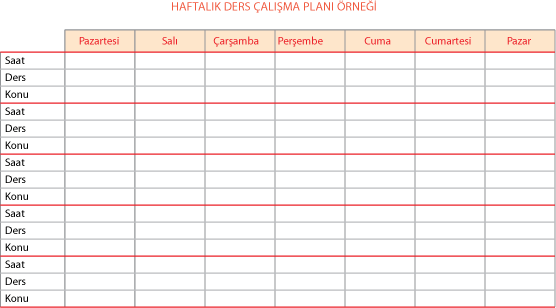 HAFTALIK DERS ÇALIŞMA PLANI ÖRNEĞİ
Pazartesi Salı Çarşamba Perşembe Cuma Cumartesi Pazar
Saat
Ders
Konu
Saat
Ders
Konu
Saat
Ders
Konu
Saat
Ders
Konu
Saat
Ders
Konu